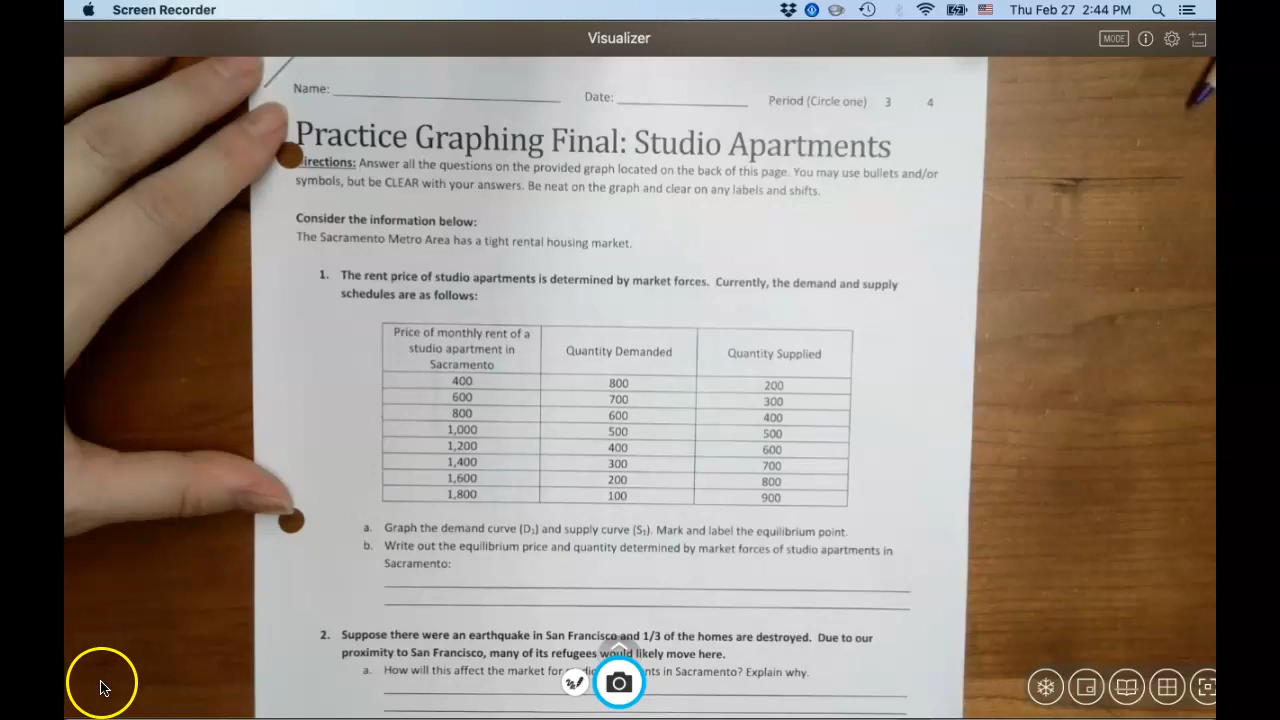 Screen Recorder
Thu Feb 27 2:44 PM
Visualizer
MODE
Name:
Date:
Period (Circle one) 3 4
Practice Graphing Final: Studio Apartments
irections: Answer all the questions on the provided graph located on the back of this page. You may use bullets and/or
symbols, but be CLEAR with your answers. Be neat on the graph and clear on any labels and shifts.
Consider the information below:
The Sacramento Metro Area has a tight rental housing market.
1. The rent price of studio apartments is determined by market forces. Currently, the demand and supply
schedules are as follows:
Price of monthly rent of a
studio apartment in
Sacramento
Quantity Demanded
Quantity Supplied
400 800 200
600 700 300
800 600 400
1,000 500 500
1,200 400 600
1,400 300 700
1,600 200 800
1,800 100 900
a. Graph the demand curve (D₁) and supply curve (S₁). Mark and label the equilibrium point.
b. Write out the equilibrium price and quantity determined by market forces of studio apartments in
Sacramento:
2. Suppose there were an earthquake in San Francisco and 1/3 of the homes are destroyed. Due to our
proximity to San Francisco, many of its refugees would likely move here.
a. How will this affect the market for nts in Sacramento? Explain why.